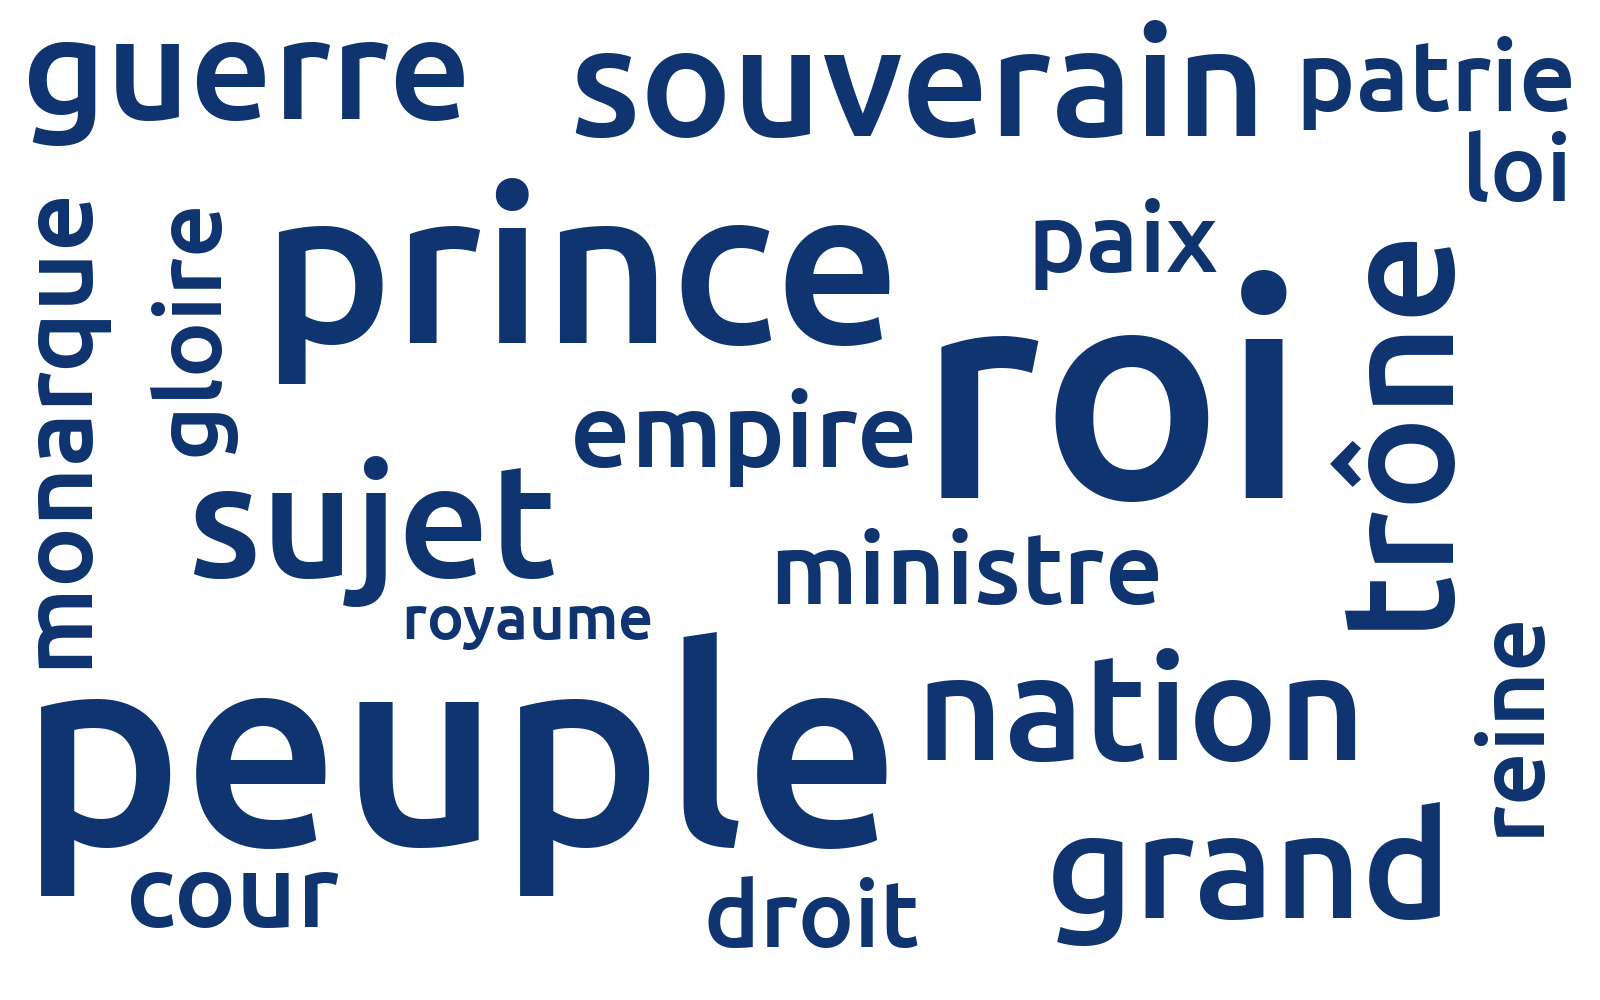 guerre
souverain
patrie
loi
monarque
gloire
prince
paix
roi
trône
empire
sujet
ministre
royaume
peuple
nation
reine
grand
cour
droit